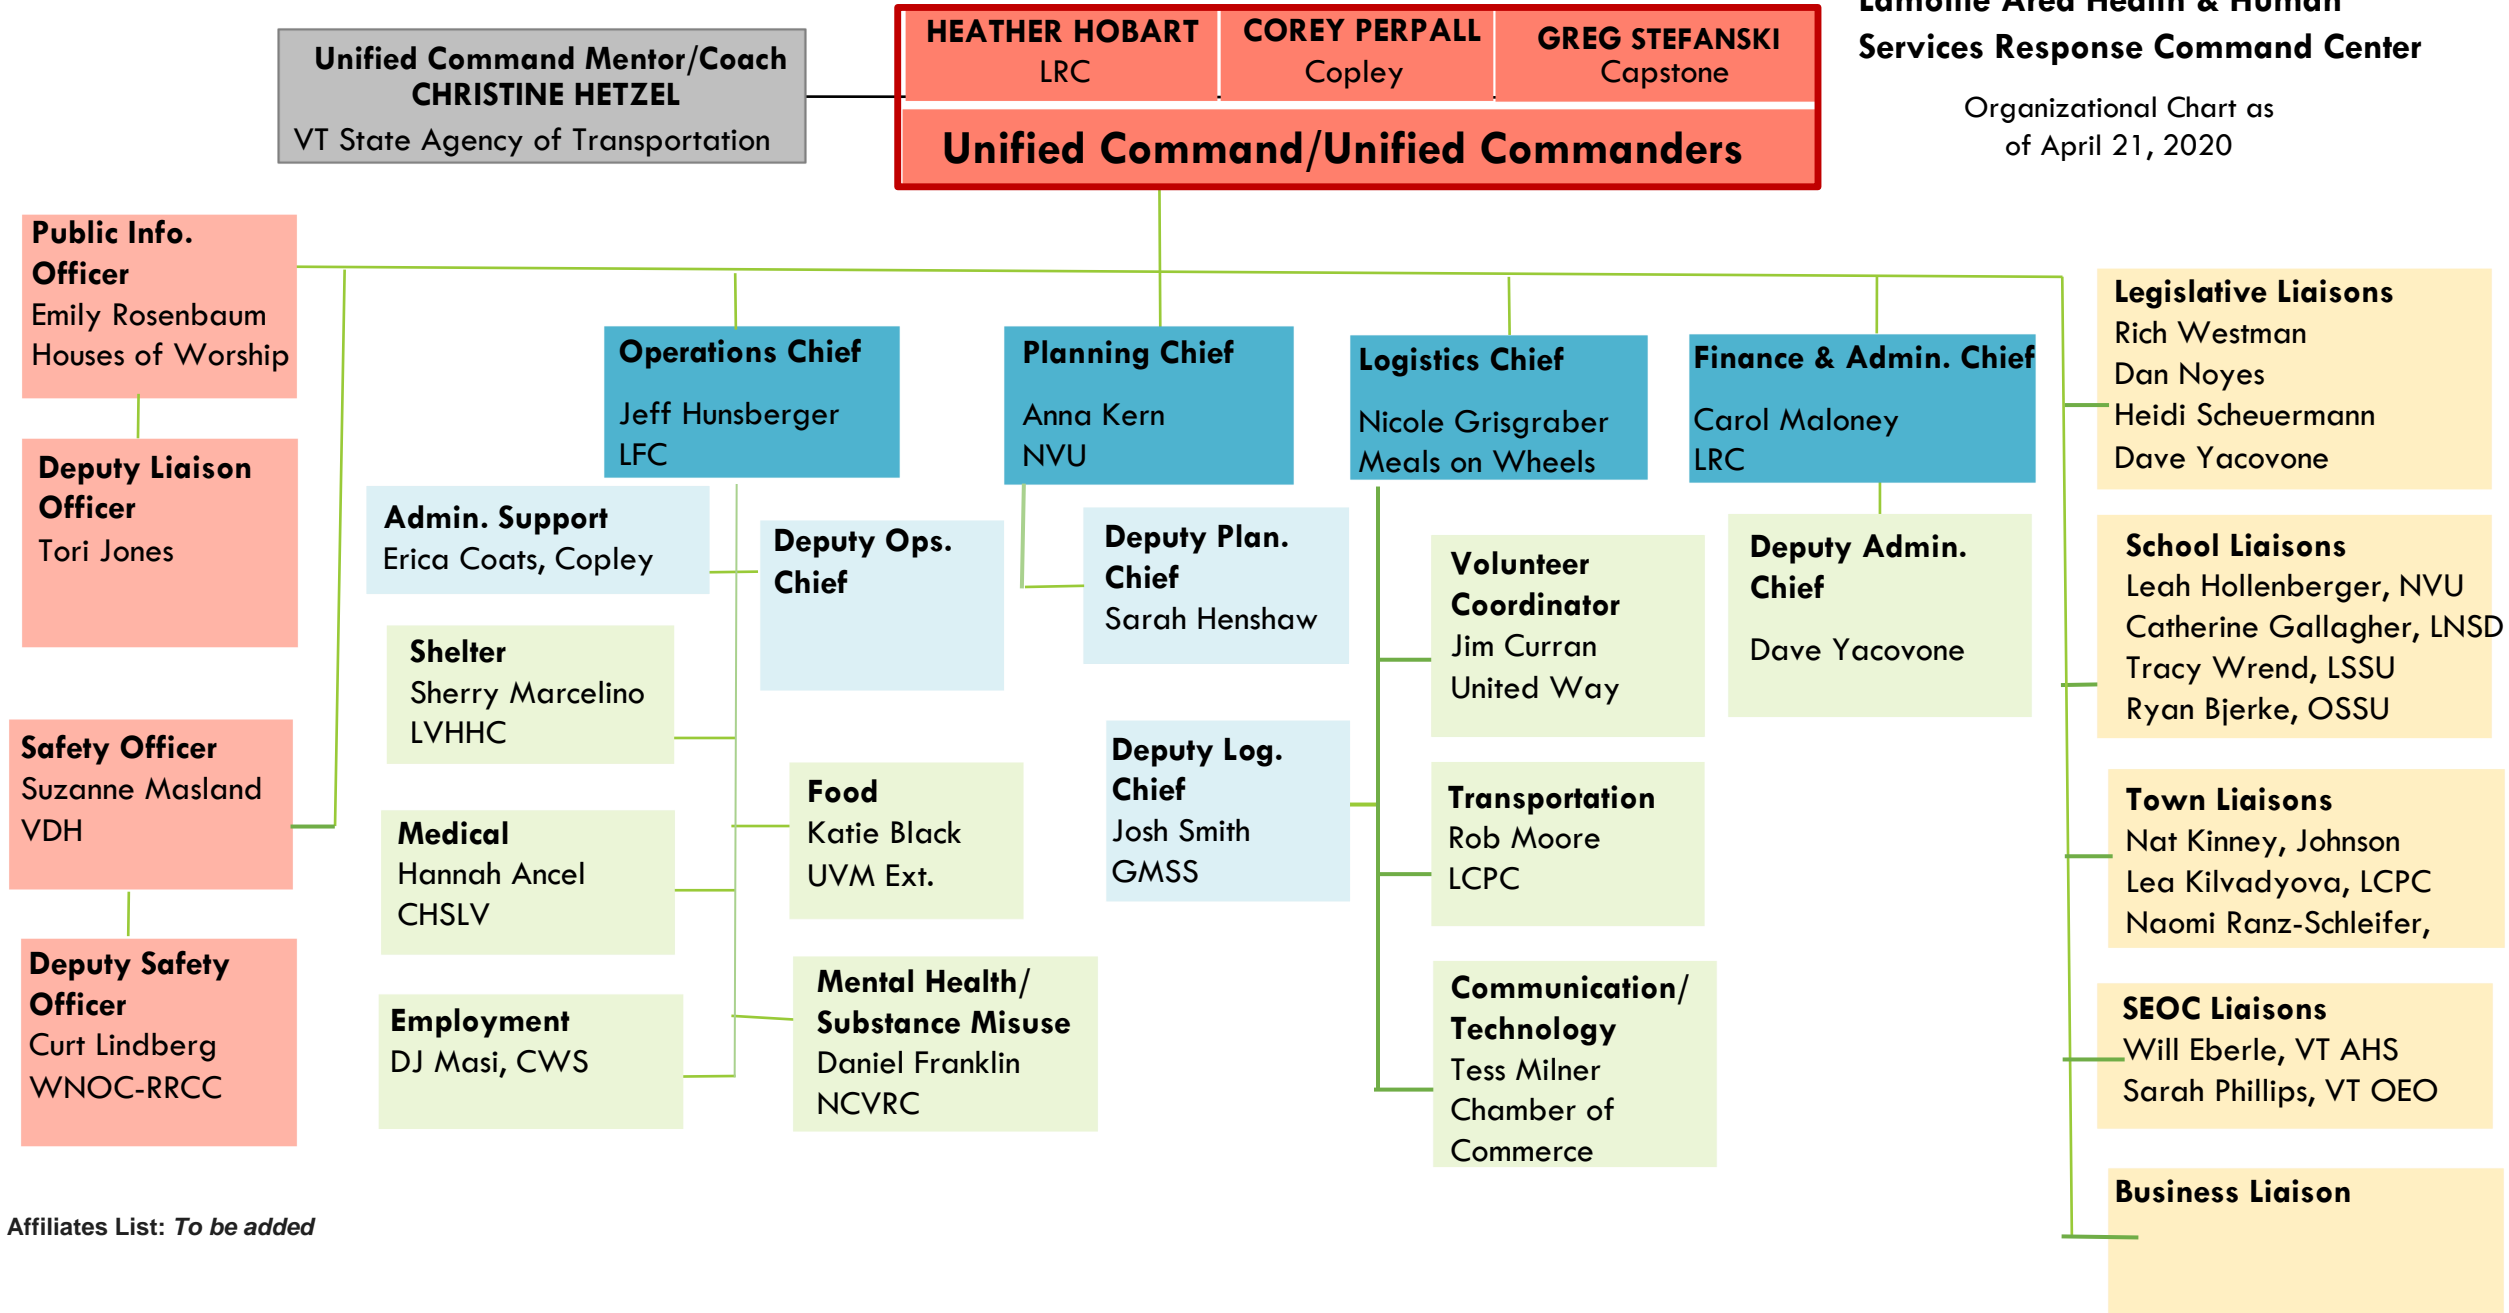 Lamoille Area Health & Human
Services Response Command Center
Organizational Chart as
of April 21, 2020
Unified Command Mentor/Coach
CHRISTINE HETZEL
VT State Agency of Transportation
HEATHER HOBART
LRC
COREY PERPALL
Copley
GREG STEFANSKI
Capstone
Unified Command/Unified Commanders
Public Info.
Officer
Emily Rosenbaum
Houses of Worship
Deputy Liaison
Officer
Tori Jones
Safety Officer
Suzanne Masland
VDH
Deputy Safety
Officer
Curt Lindberg
WNOC-RRCC
Operations Chief
Jeff Hunsberger
LFC
Admin. Support
Erica Coats, Copley
Deputy Ops.
Chief
Shelter
Sherry Marcelino
LVHHC
Medical
Hannah Ancel
CHSLV
Employment
DJ Masi, CWS
Food
Katie Black
UVM Ext.
Mental Health/
Substance Misuse
Daniel Franklin
NCVRC
Planning Chief
Anna Kern
NVU
Deputy Plan.
Chief
Sarah Henshaw
Logistics Chief
Nicole Grisgraber
Meals on Wheels
Deputy Log.
Chief
Josh Smith
GMSS
Volunteer
Coordinator
Jim Curran
United Way
Transportation
Rob Moore
LCPC
Communication/
Technology
Tess Milner
Chamber of
Commerce
Finance & Admin. Chief
Carol Maloney
LRC
Deputy Admin.
Chief
Dave Yacovone
Legislative Liaisons
Rich Westman
Dan Noyes
Heidi Scheuermann
Dave Yacovone
School Liaisons
Leah Hollenberger, NVU
Catherine Gallagher, LNSD
Tracy Wrend, LSSU
Ryan Bjerke, OSSU
Town Liaisons
Nat Kinney, Johnson
Lea Kilvadyova, LCPC
Naomi Ranz-Schleifer,
SEOC Liaisons
Will Eberle, VT AHS
Sarah Phillips, VT OEO
Business Liaison
Affiliates List: To be added